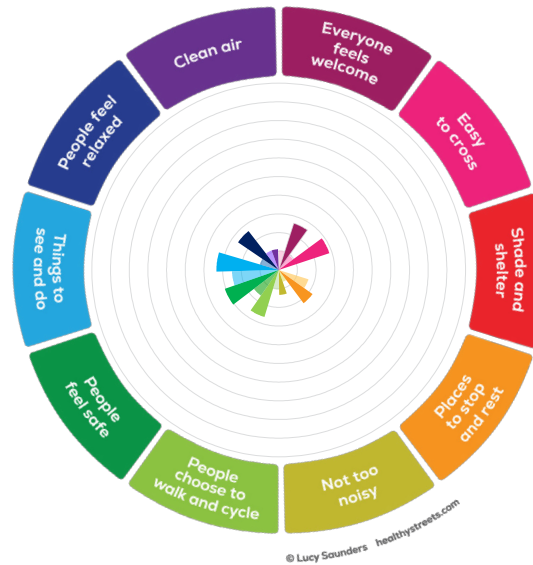 Everyone
feels
welcome
Easy
to cross
Shade and
shelter
Places
to stop
and rest
Not too
noisy
People
choose to
walk and cycle
People
feel safe
Things to
see and do
People feel
relaxed
Clean air
© Lucy Saunders healthystreets.com